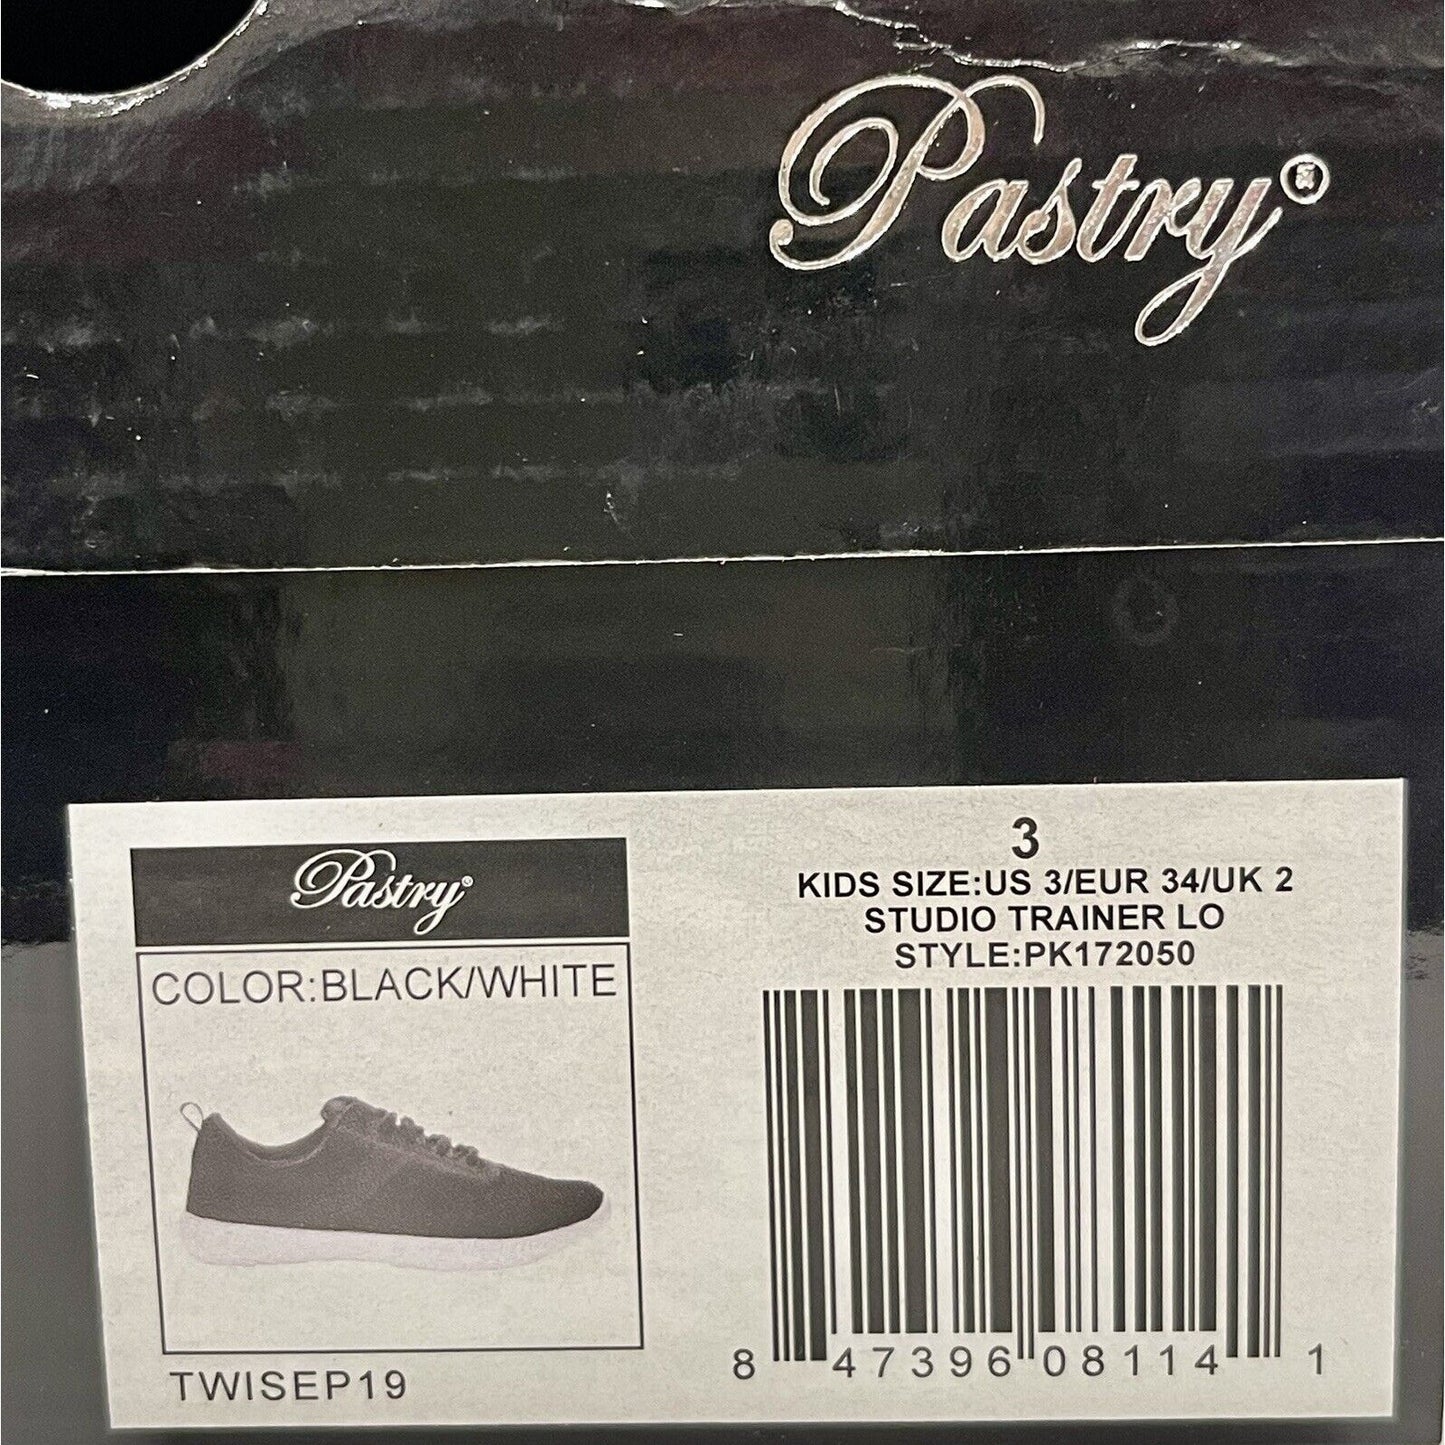 Pastry®
Pastry®
COLOR:BLACK/WHITE
TWISEP19
3
KIDS SIZE:US 3/EUR 34/UK 2
STUDIO TRAINER LO
STYLE:PK172050
8 47396 08114 1